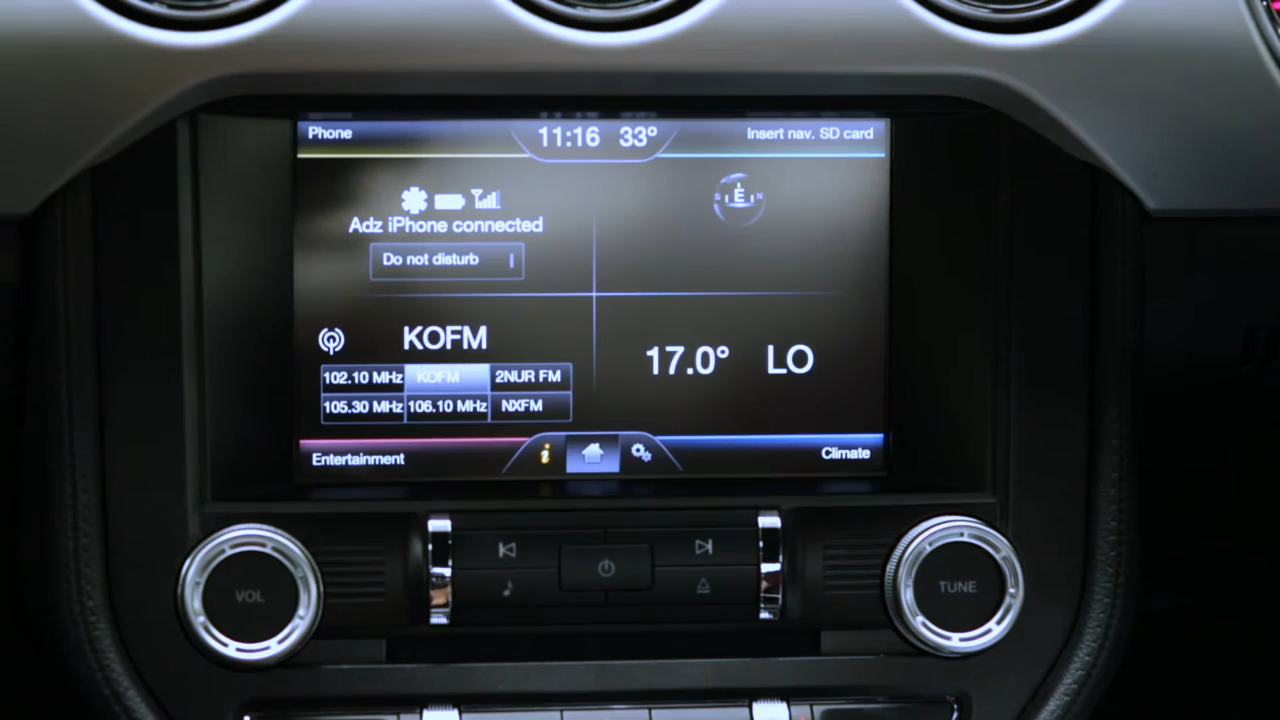 Phone 11:16 33° Insert nav. SD card
S E N
Adz iPhone connected
Do not disturb
KOFM
17.0° LO
102.10 MHz KOFM 2NUR FM
105.30 MHz 106.10 MHz NXFM
Entertainment i Climate
VOL TUNE